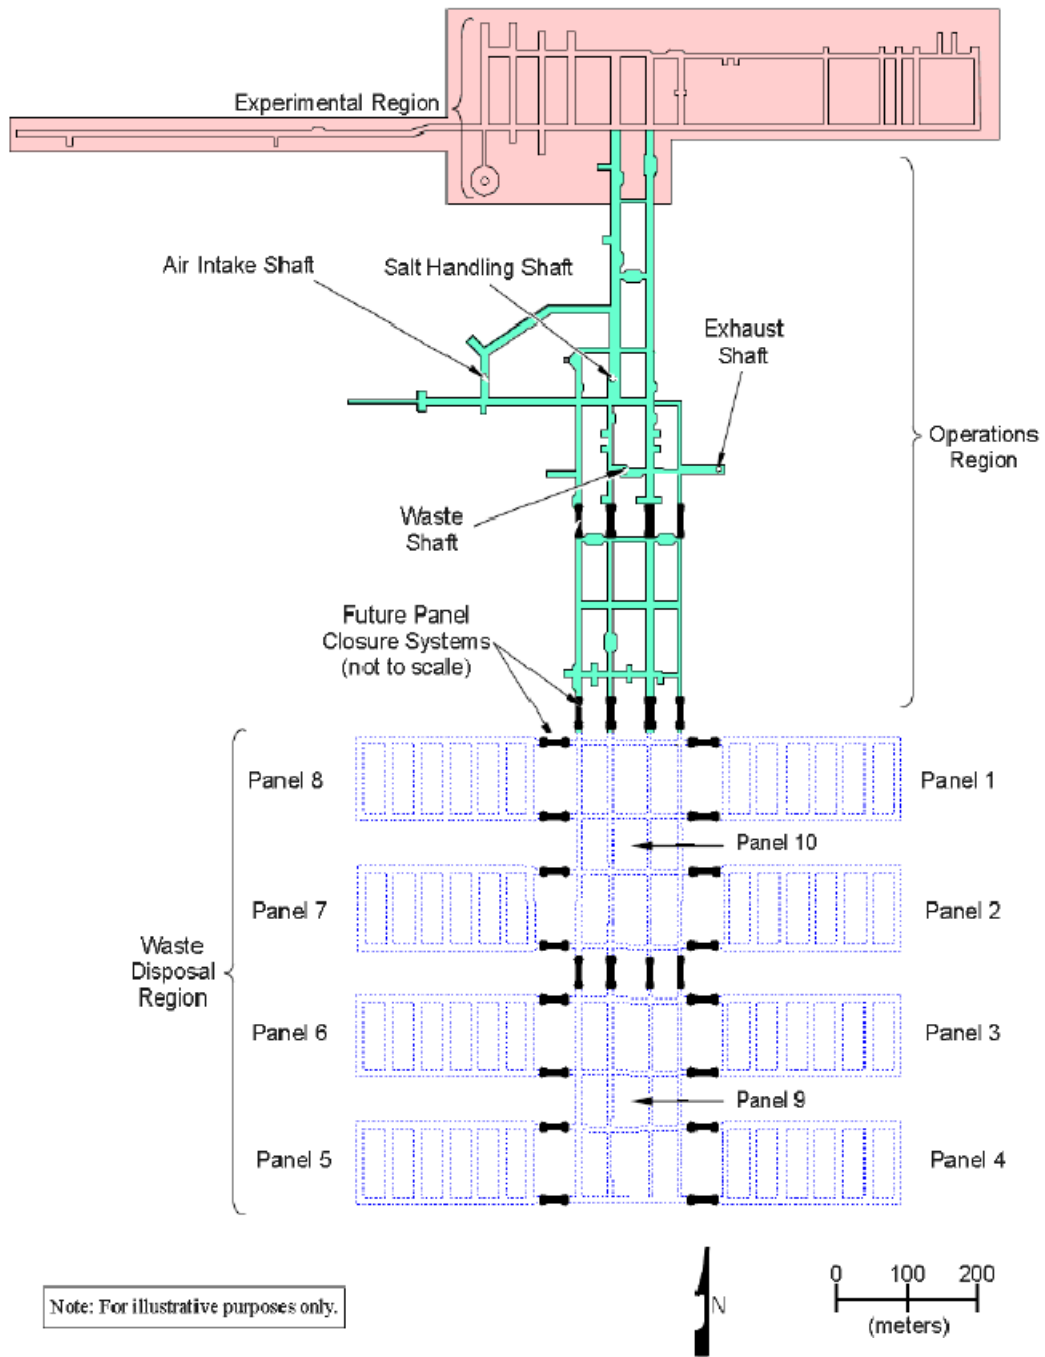 Experimental Region
Air Intake Shaft
Salt Handling Shaft
Exhaust
Shaft
Operations
Region
Waste
Shaft
Future Panel
Closure Systems
(not to scale)
Panel 8
Panel 1
Panel 10
Panel 7
Panel 2
Waste
Disposal
Region
Panel 6
Panel 3
Panel 9
Panel 5
Panel 4
N
0 100 200
(meters)
Note: For illustrative purposes only.